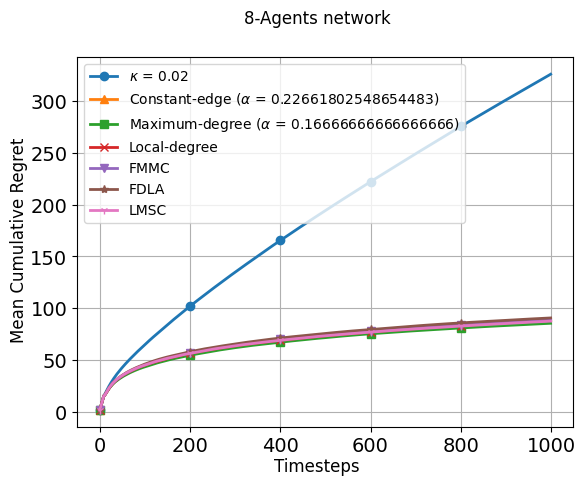 8-Agents network
κ = 0.02
Constant-edge (α = 0.22661802548654483)
Maximum-degree (α = 0.16666666666666666)
Local-degree
FMMC
FDLA
LMSC
Mean Cumulative Regret
300
250
200
150
100
50
0
0 200 400 600 800 1000
Timesteps